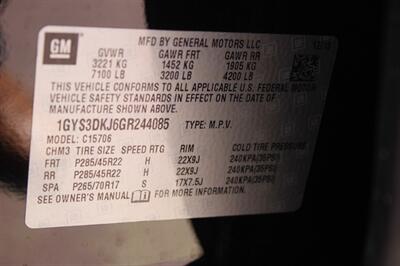 GM
MFD BY GENERAL MOTORS LLC
GVWR GAWR FRT GAWR RR 12/15
3221 KG 1452 KG 1905 KG
7100 LB 3200 LB 4200 LB
THIS VEHICLE CONFORMS TO ALL APPLICABLE U.S. FEDERAL MOTOR
VEHICLE SAFETY STANDARDS IN EFFECT ON THE DATE OF
MANUFACTURE SHOWN ABOVE.
1GYS3DKJ6GR244085 TYPE: M.P.V.
MODEL: C15706
CHM3 TIRE SIZE SPEED RTG RIM COLD TIRE PRESSURE
FRT P285/45R22 H 22X9J 240KPA(35PSI)
RR P285/45R22 H 22X9J 240KPA(35PSI)
SPA P265/70R17 S 17X7.5J 240KPA(35PSI)
SEE OWNER'S MANUAL FOR MORE INFORMATION.